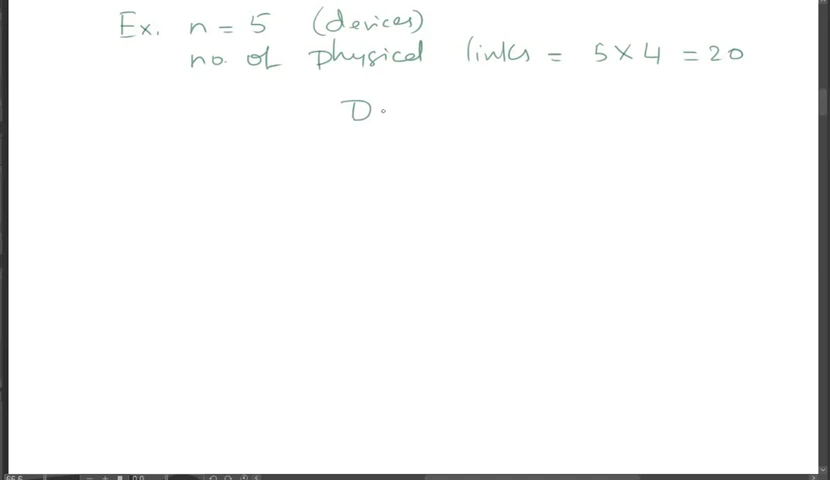 Ex. n = 5 (devices)
no. of physical links = 5 × 4 = 20
D.